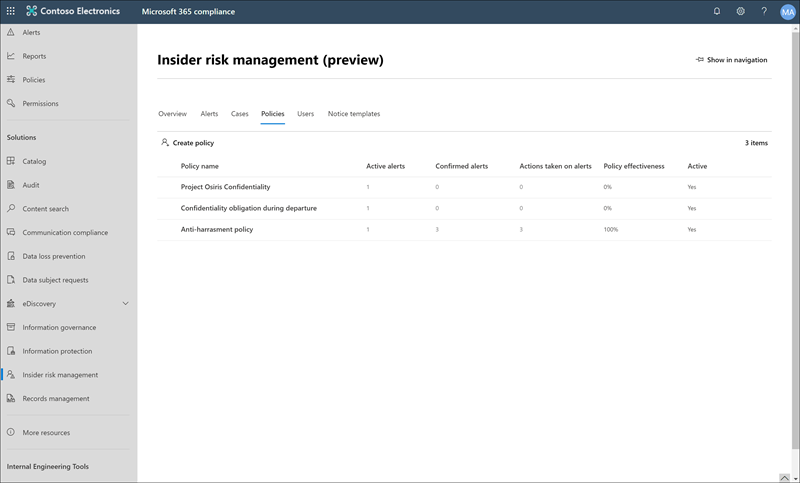 Contoso Electronics
Microsoft 365 compliance
?
MA
Alerts
Reports
Policies
Permissions
Solutions
Catalog
Audit
Content search
Communication compliance
Data loss prevention
Data subject requests
eDiscovery
Information governance
Information protection
Insider risk management
Records management
More resources
Internal Engineering Tools
Insider risk management (preview)
Show in navigation
Overview Alerts Cases Policies Users Notice templates
Create policy 3 items
Policy name Active alerts Confirmed alerts Actions taken on alerts Policy effectiveness Active
Project Osiris Confidentiality 1 0 0 0% Yes
Confidentiality obligation during departure 1 0 0 0% Yes
Anti-harrasment policy 1 3 3 100% Yes